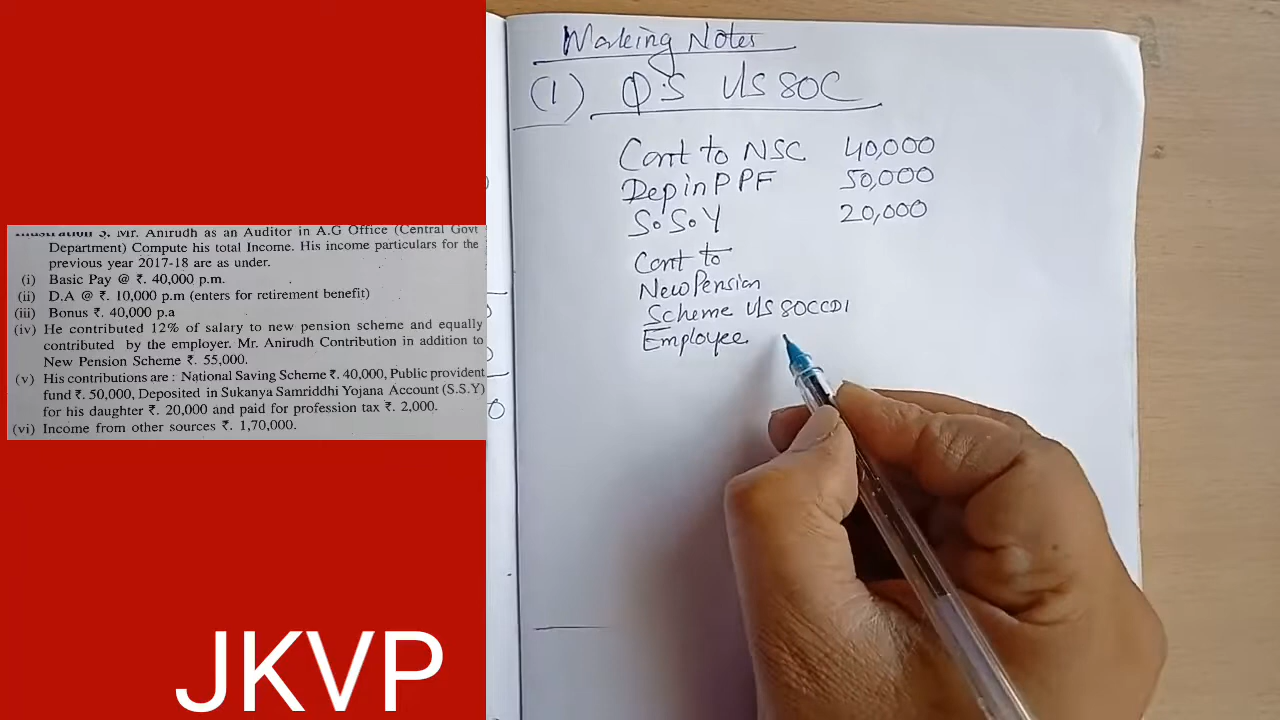 Illustration 5. Mr. Anirudh as an Auditor in A.G Office (Central Govt
Department) Compute his total Income. His income particulars for the
previous year 2017-18 are as under.
(i) Basic Pay @ ₹. 40,000 p.m.
(ii) D.A @ ₹. 10,000 p.m (enters for retirement benefit)
(iii) Bonus ₹. 40,000 p.a
(iv) He contributed 12% of salary to new pension scheme and equally
contributed by the employer. Mr. Anirudh Contribution in addition to
New Pension Scheme ₹. 55,000.
(v) His contributions are : National Saving Scheme ₹. 40,000, Public provident
fund ₹. 50,000, Deposited in Sukanya Samriddhi Yojana Account (S.S.Y)
for his daughter ₹. 20,000 and paid for profession tax ₹. 2,000.
(vi) Income from other sources ₹. 1,70,000.
JKVP
Working Notes
(1) Q.S U/S 80C
Cont to NSC 40,000
Dep in PPF 50,000
S.S.Y 20,000
Cont to
New Pension
Scheme U/S 80CCD1
Employee